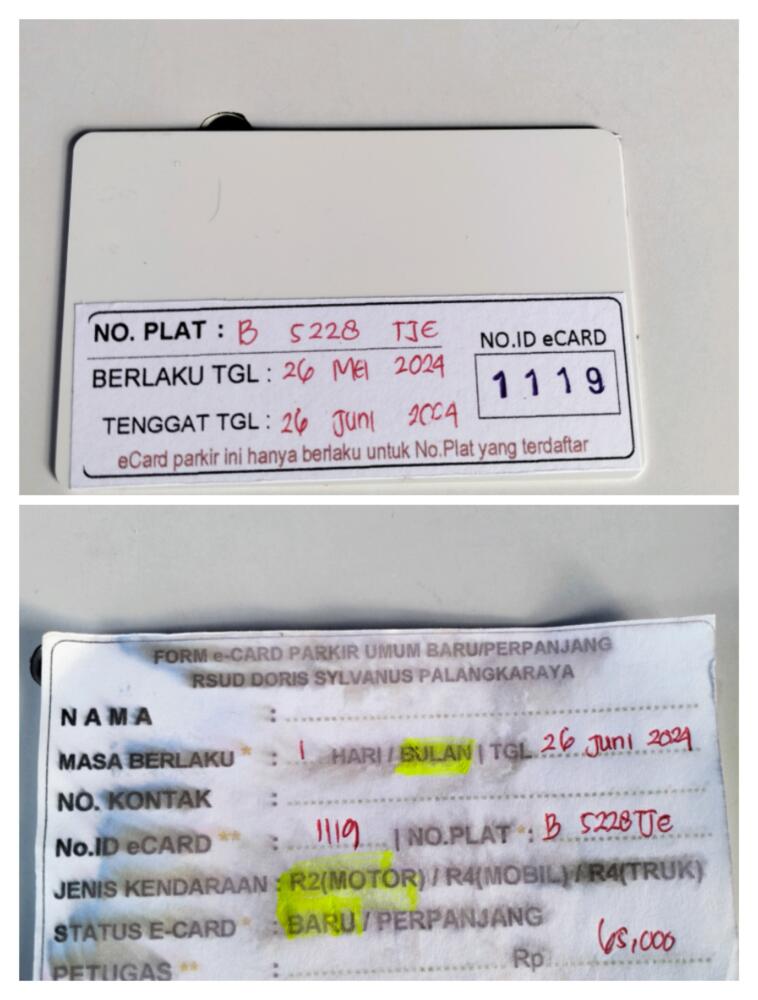 NO. PLAT : B 5228 TJE
BERLAKU TGL : 26 MEI 2024
TENGGAT TGL : 26 JUNI 2024
NO.ID eCARD
1119
eCard parkir ini hanya berlaku untuk No.Plat yang terdaftar
FORM e-CARD PARKIR UMUM BARU/PERPANJANG
RSUD DORIS SYLVANUS PALANGKARAYA
NAMA :
MASA BERLAKU * : 1 HARI / BULAN | TGL 26 Juni 2024
NO. KONTAK :
No.ID eCARD ** : 1119 | NO.PLAT * : B 5228 TJe
JENIS KENDARAAN : R2(MOTOR) / R4(MOBIL) / R4(TRUK)
STATUS E-CARD * : BARU / PERPANJANG
PETUGAS ** : Rp 65,000